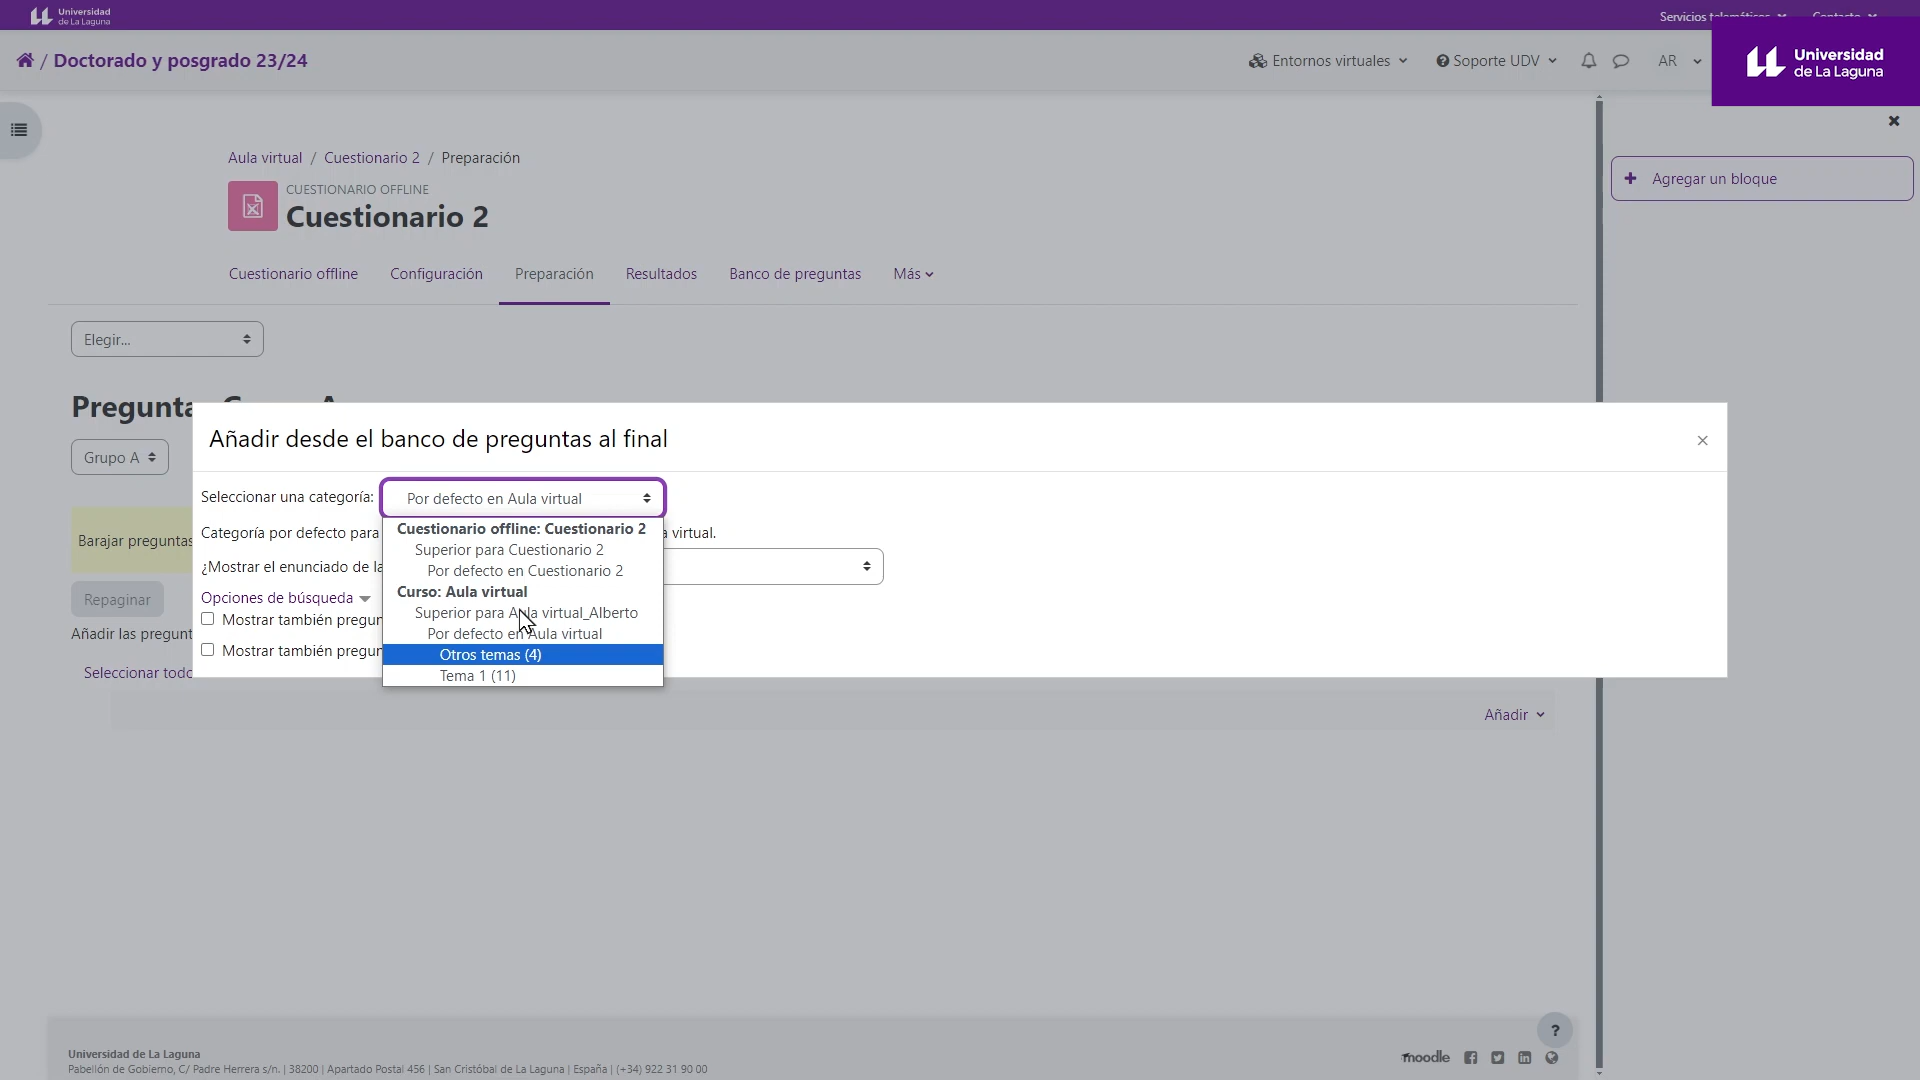 Universidad
de La Laguna
Servicios telemáticos
Contacto
/ Doctorado y posgrado 23/24
Entornos virtuales
Soporte UDV
AR
Universidad
de La Laguna
Agregar un bloque
Aula virtual / Cuestionario 2 / Preparación
CUESTIONARIO OFFLINE
Cuestionario 2
Cuestionario offline
Configuración
Preparación
Resultados
Banco de preguntas
Más
Elegir...
Añadir desde el banco de preguntas al final
×
Grupo A
Seleccionar una categoría:
Por defecto en Aula virtual
Cuestionario offline: Cuestionario 2
Superior para Cuestionario 2
Por defecto en Cuestionario 2
Curso: Aula virtual
Superior para Aula virtual_Alberto
Por defecto en Aula virtual
Otros temas (4)
Tema 1 (11)
Categoría por defecto para
a virtual.
Barajar preguntas
¿Mostrar el enunciado de la
Opciones de búsqueda
Repaginar
Mostrar también pregun
Añadir las pregunt
Mostrar también pregun
Seleccionar todo
Añadir
?
Universidad de La Laguna
Pabellón de Gobierno, C/ Padre Herrera s/n. | 38200 | Apartado Postal 456 | San Cristóbal de La Laguna | España | (+34) 922 31 90 00
moodle